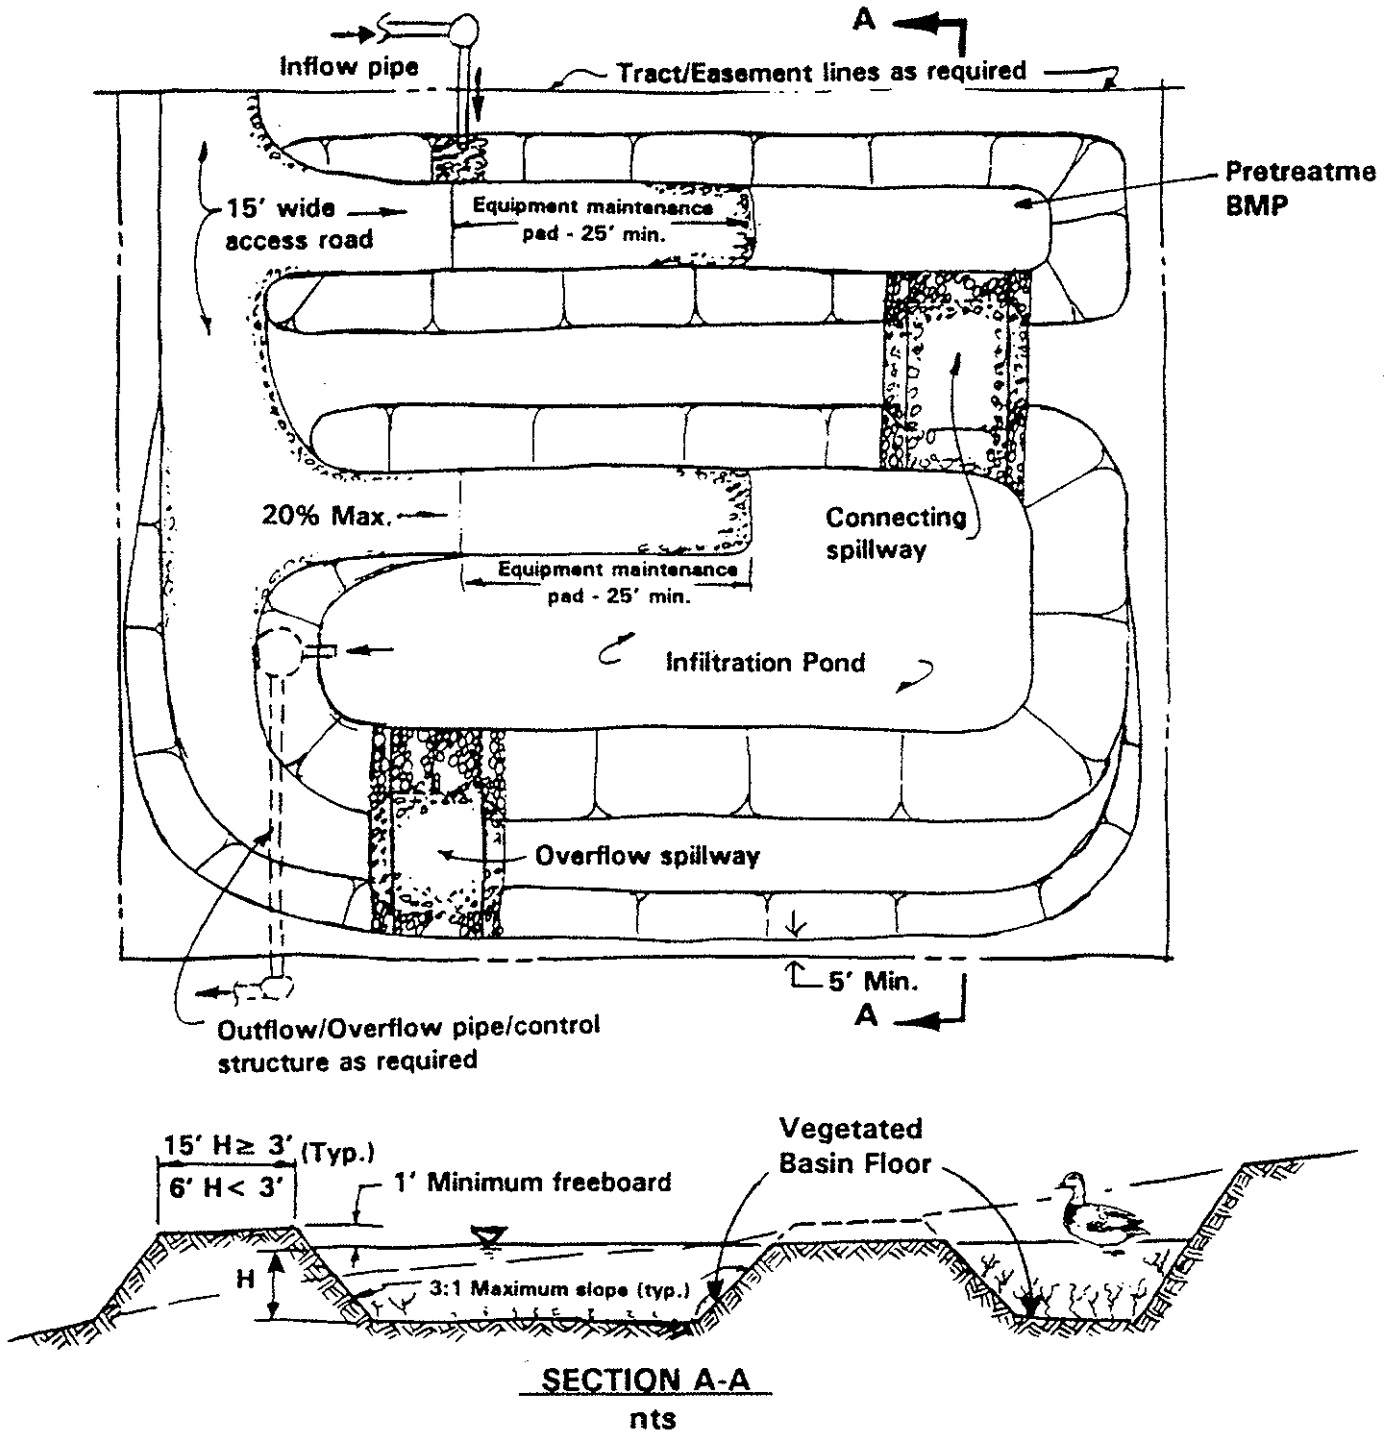 A
Inflow pipe
Tract/Easement lines as required
Pretreatme
BMP
15' wide
access road
Equipment maintenance
pad - 25' min.
20% Max.
Connecting
spillway
Equipment maintenance
pad - 25' min.
Infiltration Pond
Overflow spillway
5' Min.
A
Outflow/Overflow pipe/control
structure as required
15' H≥ 3' (Typ.)
6' H< 3'
1' Minimum freeboard
Vegetated
Basin Floor
H
3:1 Maximum slope (typ.)
SECTION A-A
nts